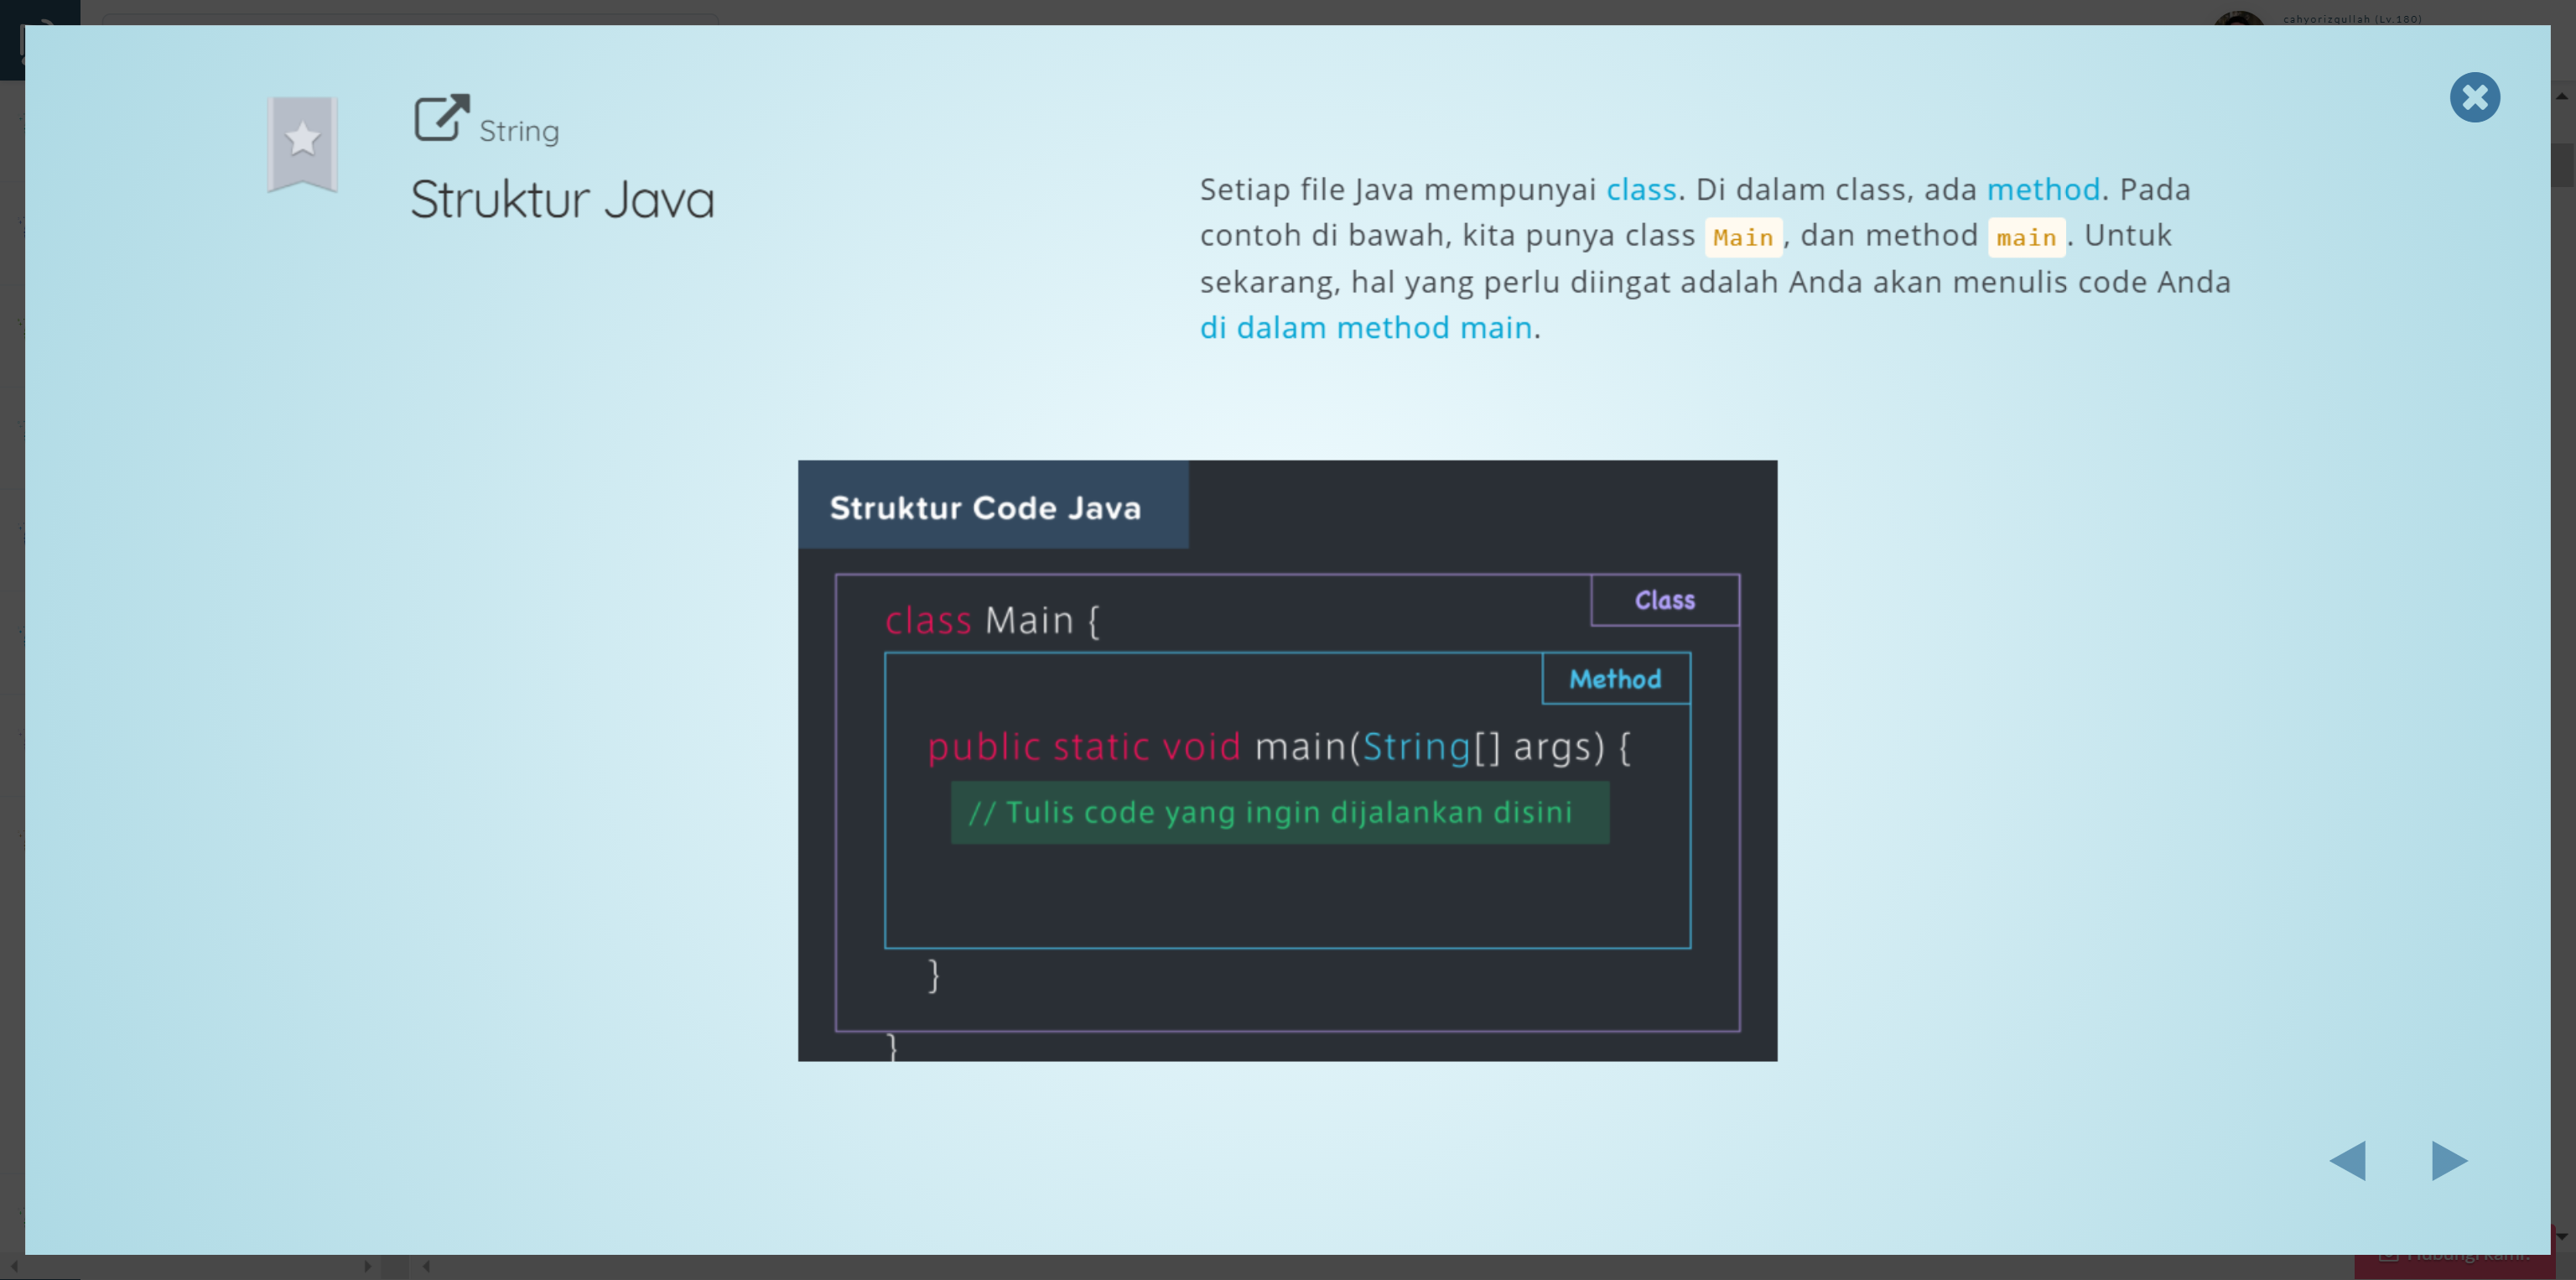 cahyorizqullah (Lv.180)
String
Struktur Java
Setiap file Java mempunyai class. Di dalam class, ada method. Pada
contoh di bawah, kita punya class Main, dan method main. Untuk
sekarang, hal yang perlu diingat adalah Anda akan menulis code Anda
di dalam method main.
Struktur Code Java
Class
class Main {
Method
public static void main(String[] args) {
// Tulis code yang ingin dijalankan disini
}
}